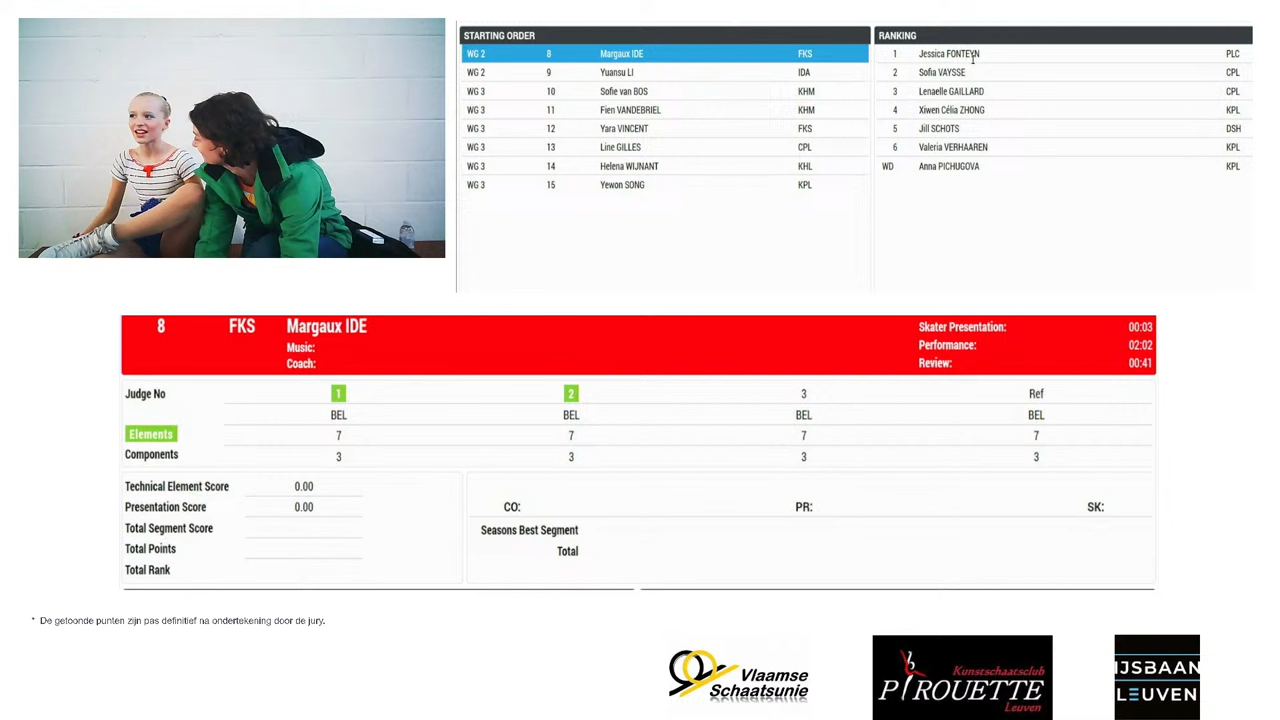 STARTING ORDER
WG 2 8 Margaux IDE FKS
WG 2 9 Yuansu LI IDA
WG 3 10 Sofie van BOS KHM
WG 3 11 Fien VANDEBRIEL KHM
WG 3 12 Yara VINCENT FKS
WG 3 13 Line GILLES CPL
WG 3 14 Helena WIJNANT KHL
WG 3 15 Yewon SONG KPL
RANKING
1 Jessica FONTEYN PLC
2 Sofia VAYSSE CPL
3 Lenaelle GAILLARD CPL
4 Xiwen Célia ZHONG KPL
5 Jill SCHOTS DSH
6 Valeria VERHAAREN KPL
WD Anna PICHUGOVA KPL
8 FKS Margaux IDE
Music:
Coach:
Skater Presentation: 00:03
Performance: 02:02
Review: 00:41
Judge No 1 2 3 Ref
BEL BEL BEL BEL
Elements 7 7 7 7
Components 3 3 3 3
Technical Element Score 0.00
Presentation Score 0.00
Total Segment Score
Total Points
Total Rank
CO: PR: SK:
Seasons Best Segment
Total
* De getoonde punten zijn pas definitief na ondertekening door de jury.
Vlaamse
Schaatsunie
Kunstschaatsclub
PIROUETTE
Leuven
IJSBAAN
LEUVEN